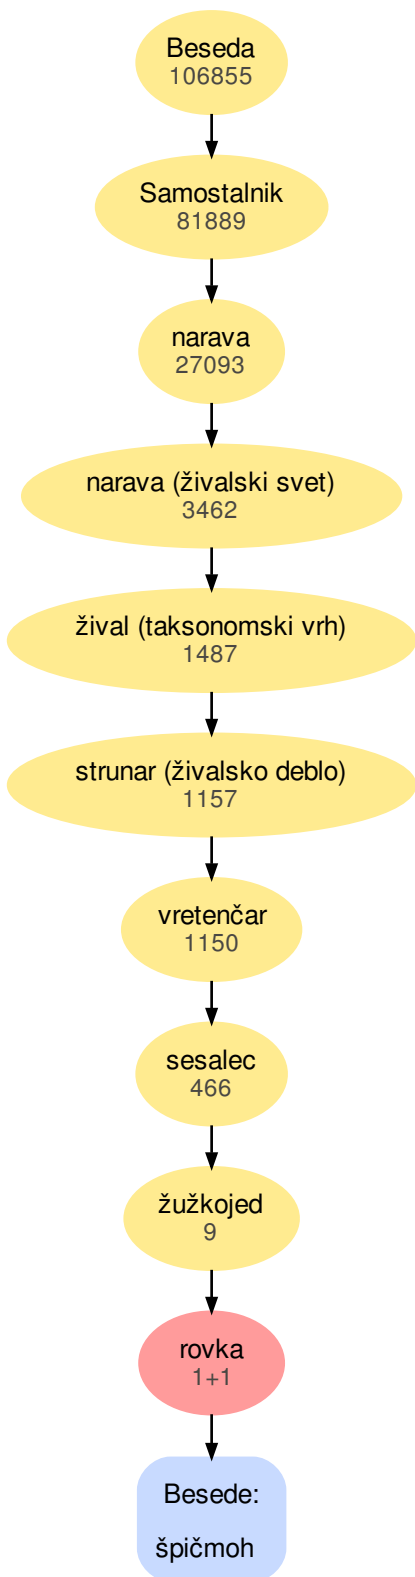 Beseda
106855
Samostalnik
81889
narava
27093
narava (živalski svet)
3462
žival (taksonomski vrh)
1487
strunar (živalsko deblo)
1157
vretenčar
1150
sesalec
466
žužkojed
9
rovka
1+1
Besede:
špičmoh